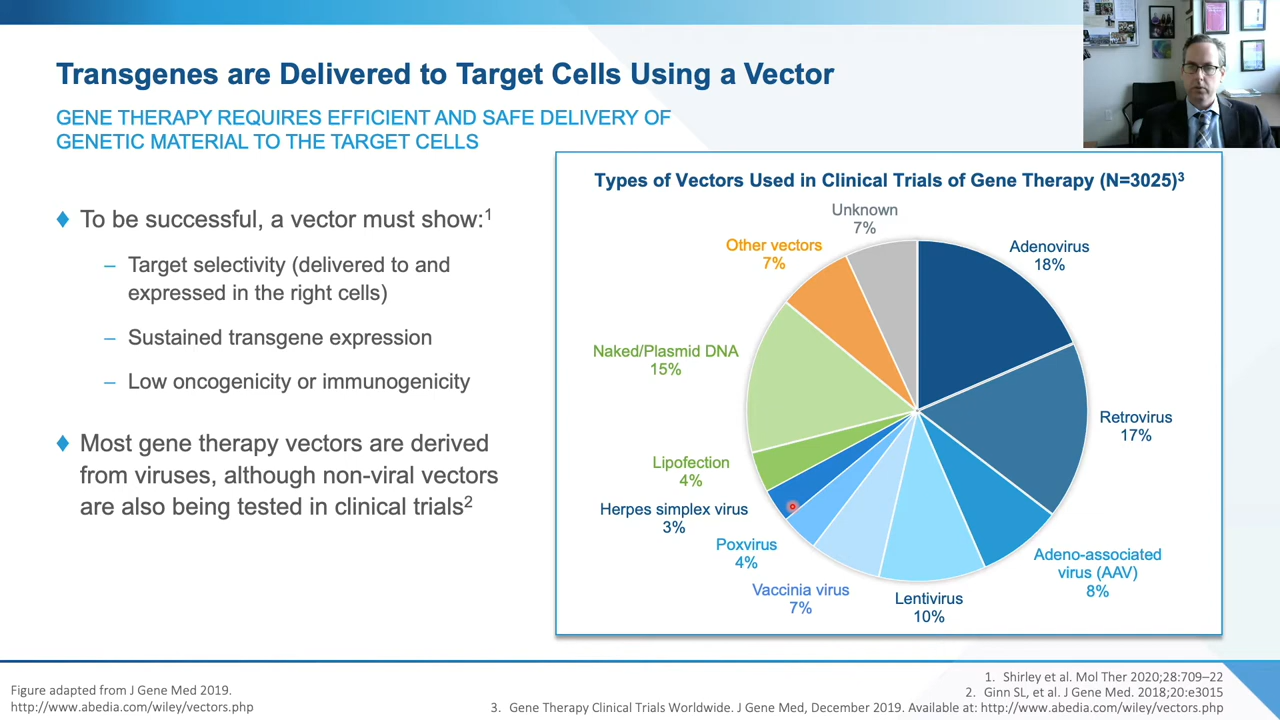 Transgenes are Delivered to Target Cells Using a Vector
GENE THERAPY REQUIRES EFFICIENT AND SAFE DELIVERY OF
GENETIC MATERIAL TO THE TARGET CELLS
♦ To be successful, a vector must show:1
– Target selectivity (delivered to and
expressed in the right cells)
– Sustained transgene expression
– Low oncogenicity or immunogenicity
♦ Most gene therapy vectors are derived
from viruses, although non-viral vectors
are also being tested in clinical trials2
Types of Vectors Used in Clinical Trials of Gene Therapy (N=3025)3
Unknown
7%
Adenovirus
18%
Retrovirus
17%
Adeno-associated
virus (AAV)
8%
Lentivirus
10%
Vaccinia virus
7%
Poxvirus
4%
Herpes simplex virus
3%
Lipofection
4%
Naked/Plasmid DNA
15%
Other vectors
7%
Figure adapted from J Gene Med 2019.
http://www.abedia.com/wiley/vectors.php
1. Shirley et al. Mol Ther 2020;28:709–22
2. Ginn SL, et al. J Gene Med. 2018;20:e3015
3. Gene Therapy Clinical Trials Worldwide. J Gene Med, December 2019. Available at: http://www.abedia.com/wiley/vectors.php